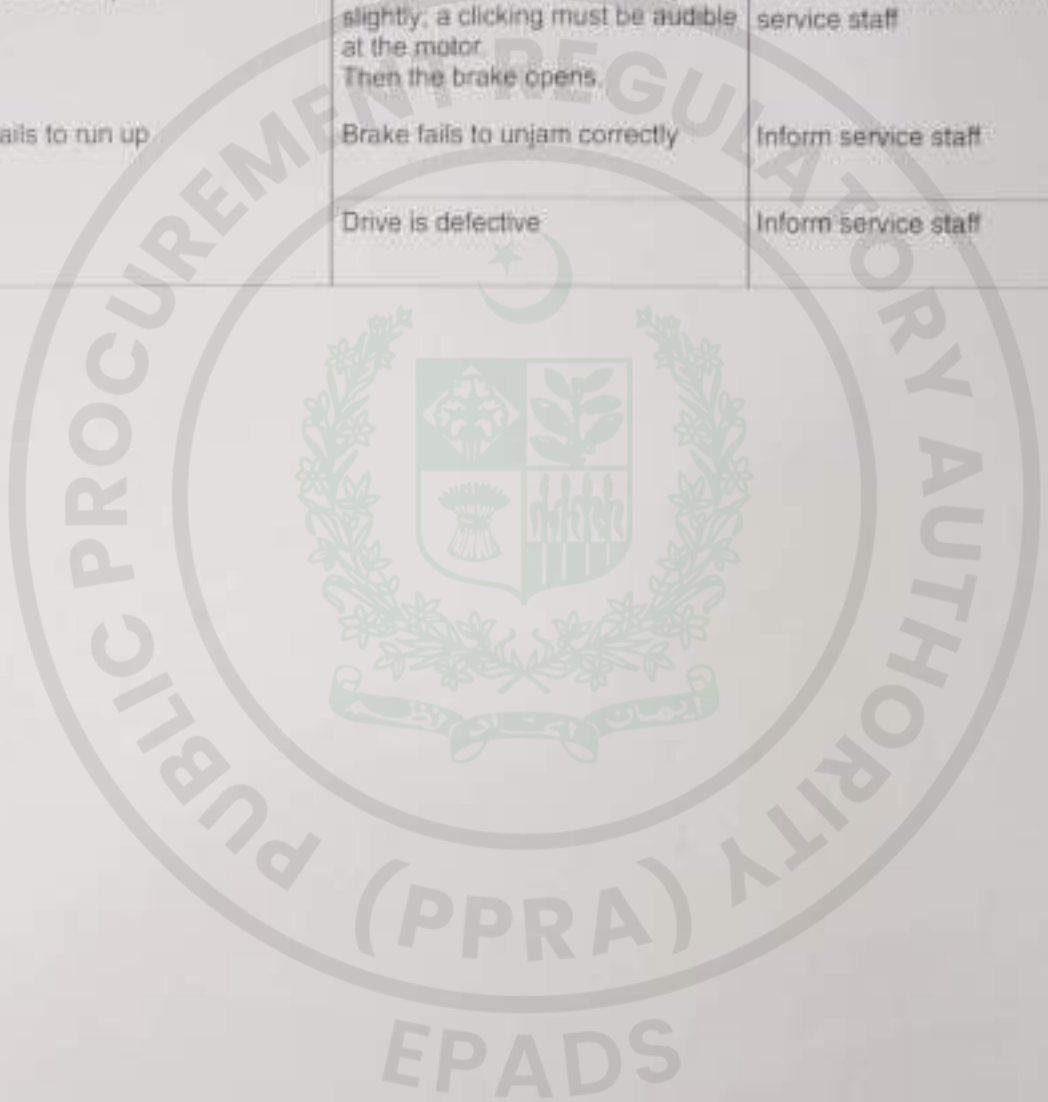 slightly; a clicking must be audible
service staff
at the motor.
Then the brake opens.
ails to run up
Brake fails to unjam correctly
Inform service staff
Drive is defective
Inform service staff
PUBLIC PROCUREMENT REGULATORY AUTHORITY
(PPRA)
EPADS